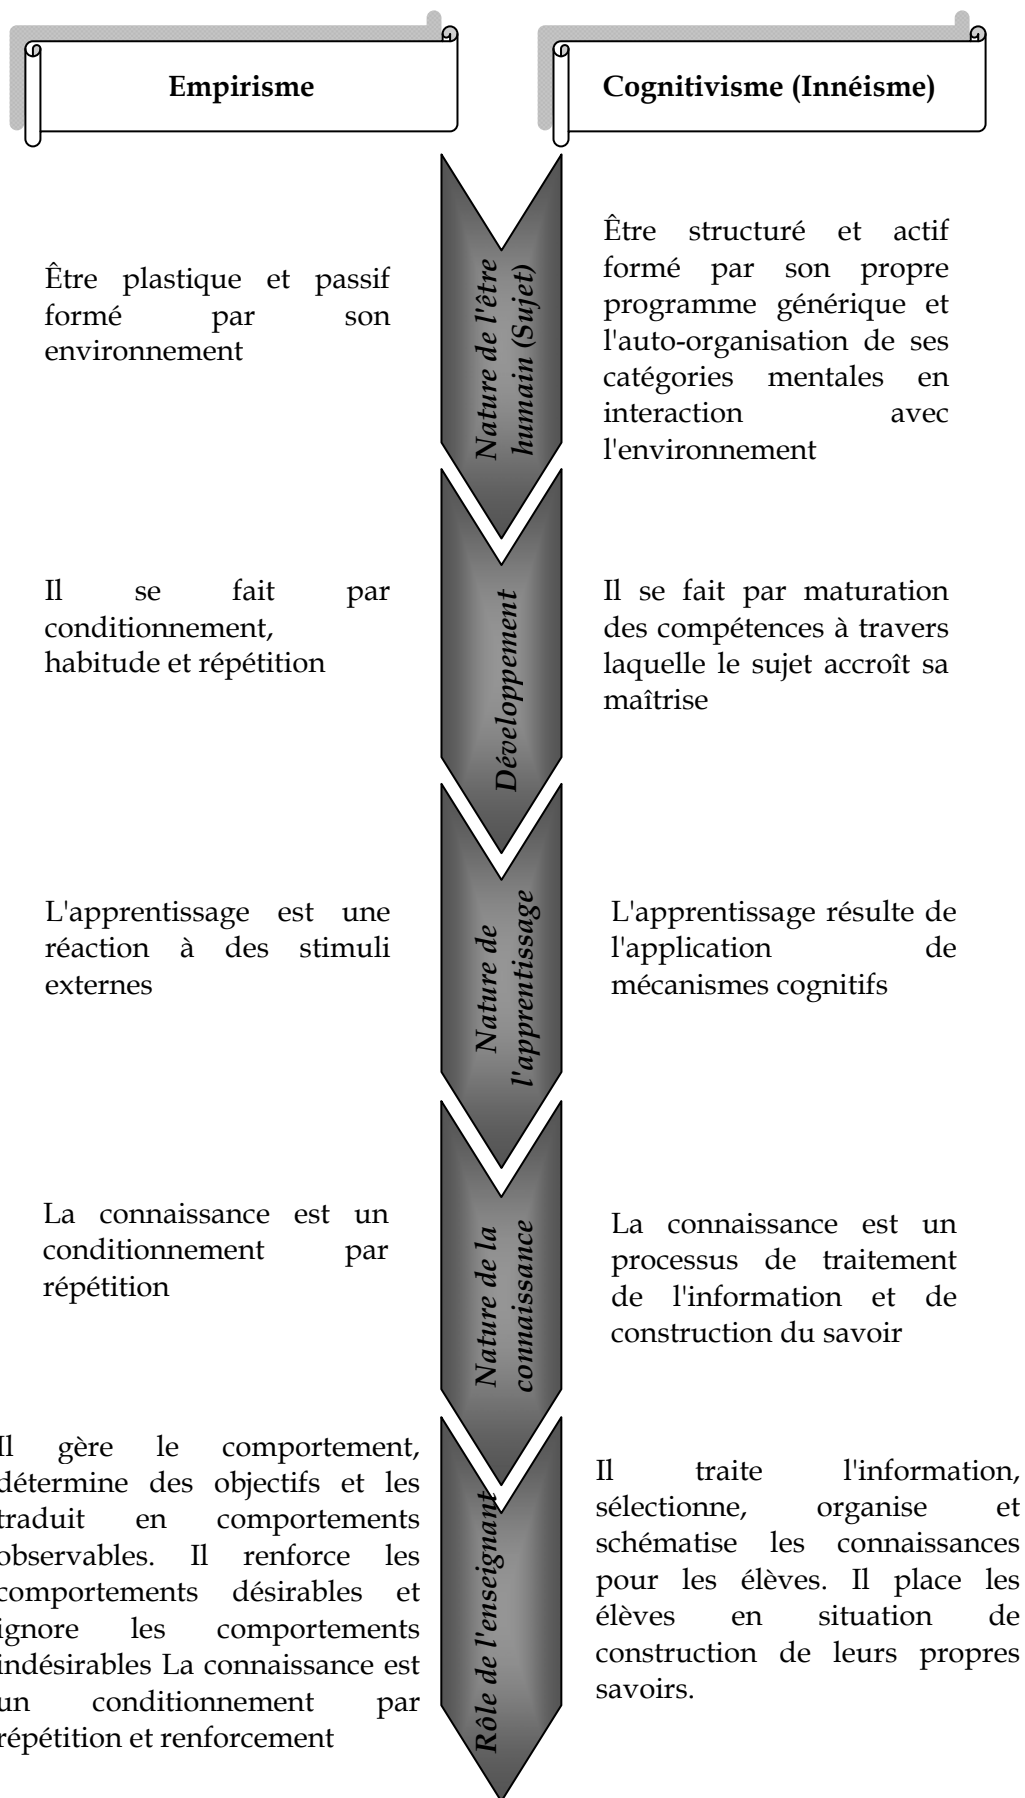 Empirisme
Cognitivisme (Innéisme)
Être plastique et passif
formé par son
environnement
Nature de l'être
humain (Sujet)
Être structuré et actif
formé par son propre
programme générique et
l'auto-organisation de ses
catégories mentales en
interaction avec
l'environnement
Il se fait par
conditionnement,
habitude et répétition
Développement
Il se fait par maturation
des compétences à travers
laquelle le sujet accroît sa
maîtrise
L'apprentissage est une
réaction à des stimuli
externes
Nature de
l'apprentissage
L'apprentissage résulte de
l'application de
mécanismes cognitifs
La connaissance est un
conditionnement par
répétition
Nature de la
connaissance
La connaissance est un
processus de traitement
de l'information et de
construction du savoir
Il gère le comportement,
détermine des objectifs et les
traduit en comportements
observables. Il renforce les
comportements désirables et
ignore les comportements
indésirables La connaissance est
un conditionnement par
répétition et renforcement
Rôle de l'enseignant
Il traite l'information,
sélectionne, organise et
schématise les connaissances
pour les élèves. Il place les
élèves en situation de
construction de leurs propres
savoirs.